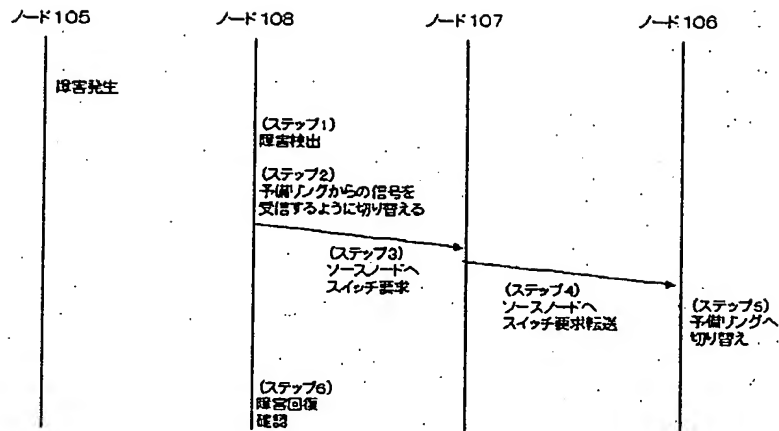 ノード105
ノード108
ノード107
ノード106
障害発生
(ステップ1)
障害検出
(ステップ2)
予備リングからの信号を
受信するように切り替える
(ステップ3)
ソースノードへ
スイッチ要求
(ステップ4)
ソースノードへ
スイッチ要求転送
(ステップ5)
予備リングへ
切り替え
(ステップ6)
障害回復
確認